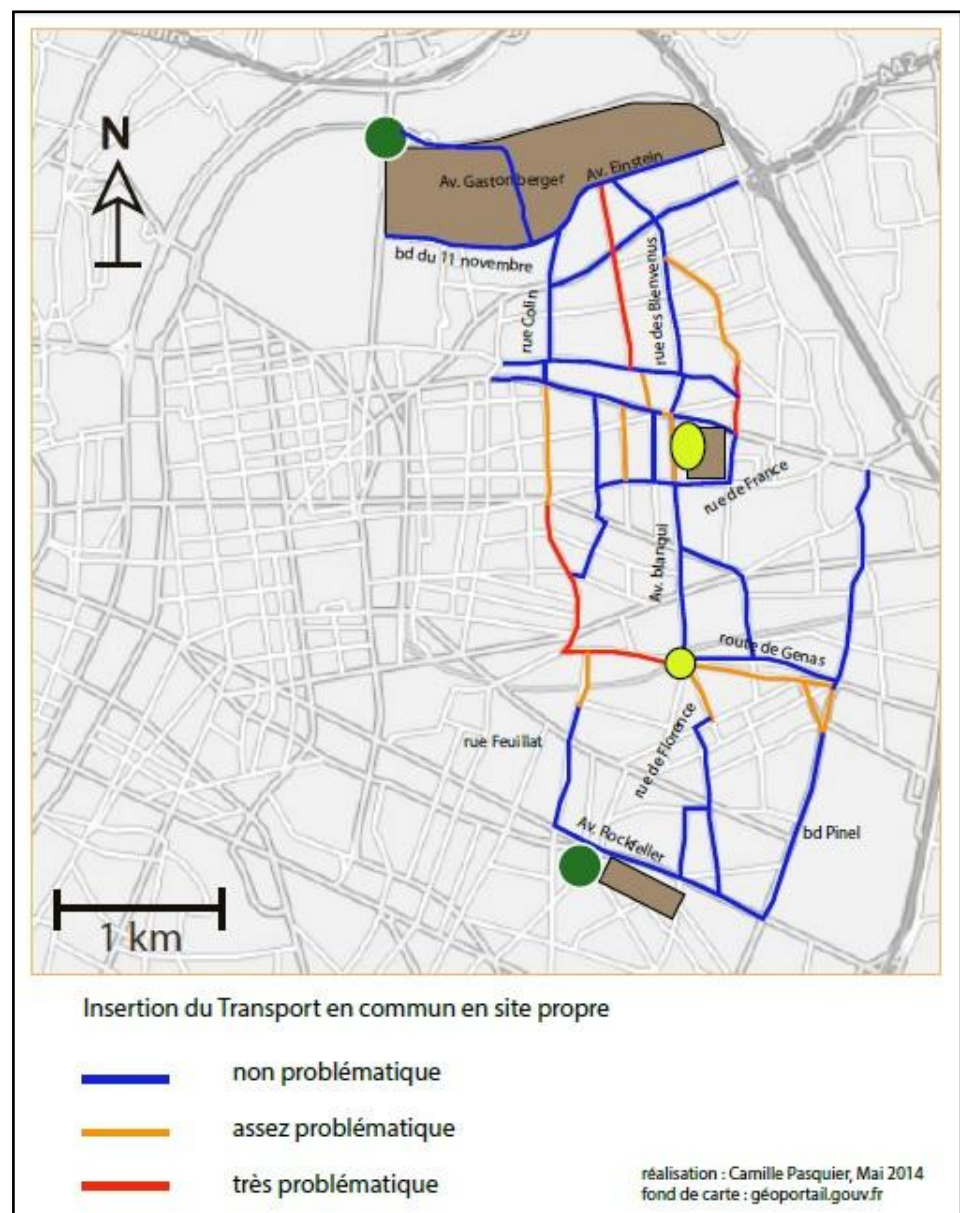 A42
N
Av. Einstein
Av. Gaston berger
bd du 11 novembre
rue Colin
rue des Bienvenus
rue de France
Av. blanqui
route de Genas
rue Feuillat
rue de Florence
Av. Rockfeller
bd Pinel
1 km
Insertion du Transport en commun en site propre
non problématique
assez problématique
très problématique
réalisation : Camille Pasquier, Mai 2014
fond de carte : géoportail.gouv.fr